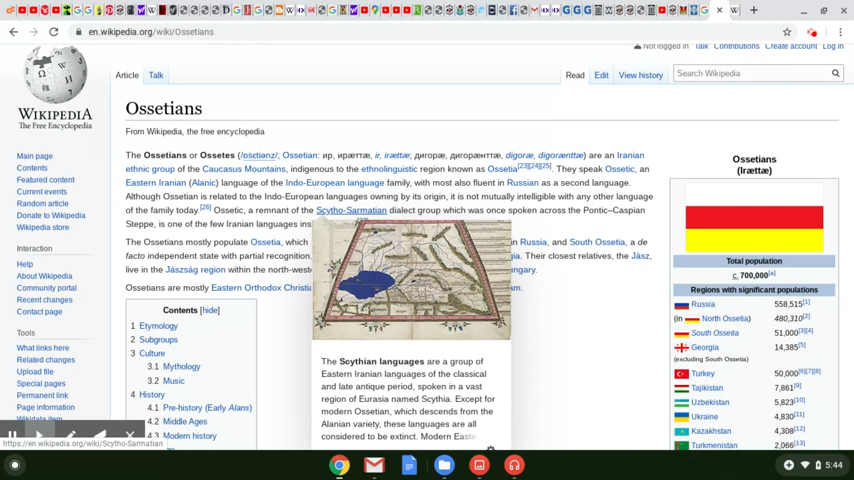 en.wikipedia.org/wiki/Ossetians
Not logged in Talk Contributions Create account Log in
Article Talk Read Edit View history Search Wikipedia
WIKIPEDIA
The Free Encyclopedia
Main page
Contents
Featured content
Current events
Random article
Donate to Wikipedia
Wikipedia store
Interaction
Help
About Wikipedia
Community portal
Recent changes
Contact page
Tools
What links here
Related changes
Upload file
Special pages
Permanent link
Page information
Wikidata item
https://en.wikipedia.org/wiki/Scytho-Sarmatian
Ossetians
From Wikipedia, the free encyclopedia
The Ossetians or Ossetes (/ɒˈsɛtiənz/; Ossetian: ир, ирæттæ, ir, irættæ; дигорæ, дигорæнттæ, digoræ, digorænttæ) are an Iranian
ethnic group of the Caucasus Mountains, indigenous to the ethnolinguistic region known as Ossetia.[23][24][25] They speak Ossetic, an
Eastern Iranian (Alanic) language of the Indo-European language family, with most also fluent in Russian as a second language.
Although Ossetian is related to the Indo-European languages owning by its origin, it is not mutually intelligible with any other language
of the family today.[26] Ossetic, a remnant of the Scytho-Sarmatian dialect group which was once spoken across the Pontic–Caspian
Steppe, is one of the few Iranian languages ins
The Ossetians mostly populate Ossetia, which in Russia, and South Ossetia, a de
facto independent state with partial recognition, Their closest relatives, the Jász,
live in the Jászság region within the north-weste
Ossetians are mostly Eastern Orthodox Christia
Contents [hide]
1 Etymology
2 Subgroups
3 Culture
3.1 Mythology
3.2 Music
4 History
4.1 Pre-history (Early Alans)
4.2 Middle Ages
4.3 Modern history
The Scythian languages are a group of
Eastern Iranian languages of the classical
and late antique period, spoken in a vast
region of Eurasia named Scythia. Except for
modern Ossetian, which descends from the
Alanian variety, these languages are all
considered to be extinct. Modern Easte
Ossetians
(Irættæ)
Total population
c. 700,000[a]
Regions with significant populations
Russia 558,515[1]
(in North Ossetia) 480,310[2]
South Ossetia 51,000[3][4]
Georgia 14,385[5]
(excluding South Ossetia)
Turkey 50,000[6][7][8]
Tajikistan 7,861[9]
Uzbekistan 5,823[10]
Ukraine 4,830[11]
Kazakhstan 4,308[12]
Turkmenistan 2,066[13]
5:44